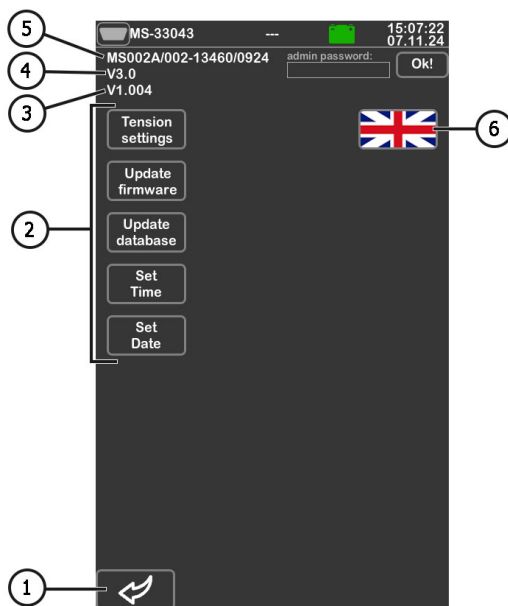 MS-33043 --- 15:07:22
07.11.24
5 MS002A/002-13460/0924 admin password: Ok!
4 V3.0
3 V1.004
Tension
settings
6
Update
firmware
2
Update
database
Set
Time
Set
Date
1